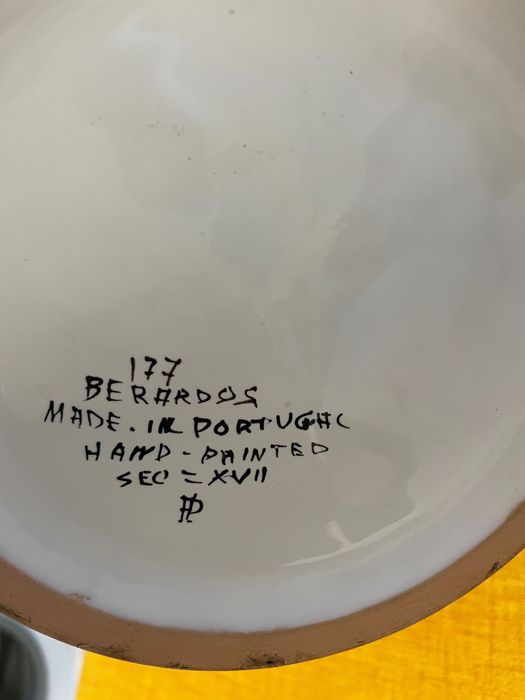 177
BERARDOS
MADE. IN PORTUGAL
HAND - PAINTED
SEC = XVII